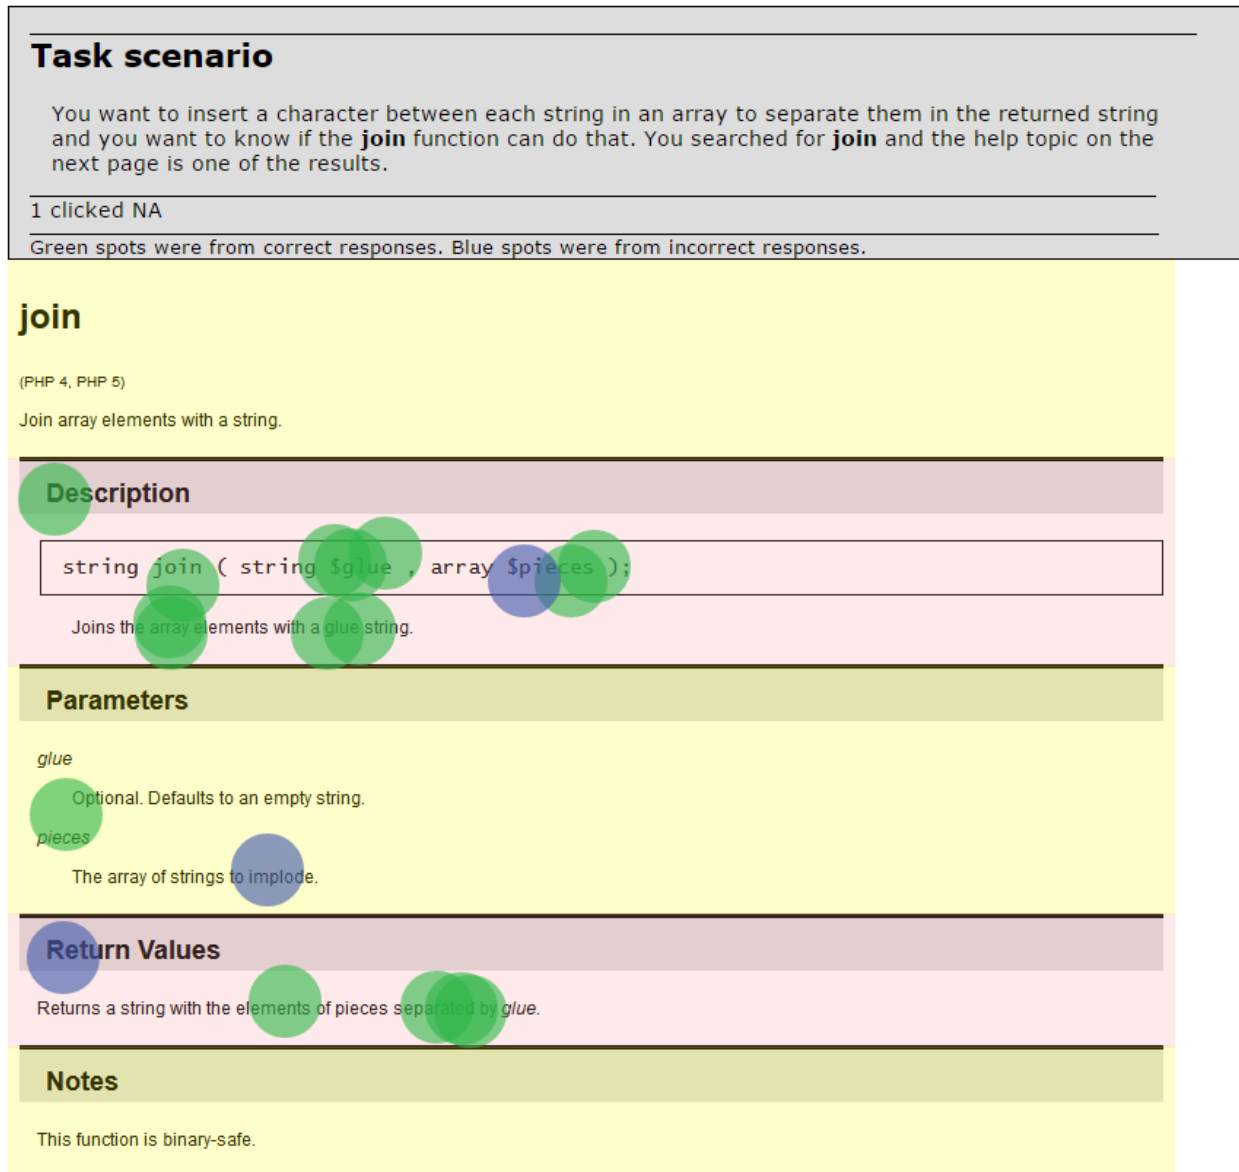 Task scenario
You want to insert a character between each string in an array to separate them in the returned string
and you want to know if the join function can do that. You searched for join and the help topic on the
next page is one of the results.
1 clicked NA
Green spots were from correct responses. Blue spots were from incorrect responses.
join
(PHP 4, PHP 5)
Join array elements with a string.
Description
string join ( string $glue , array $pieces );
Joins the array elements with a glue string.
Parameters
glue
Optional. Defaults to an empty string.
pieces
The array of strings to implode.
Return Values
Returns a string with the elements of pieces separated by glue.
Notes
This function is binary-safe.